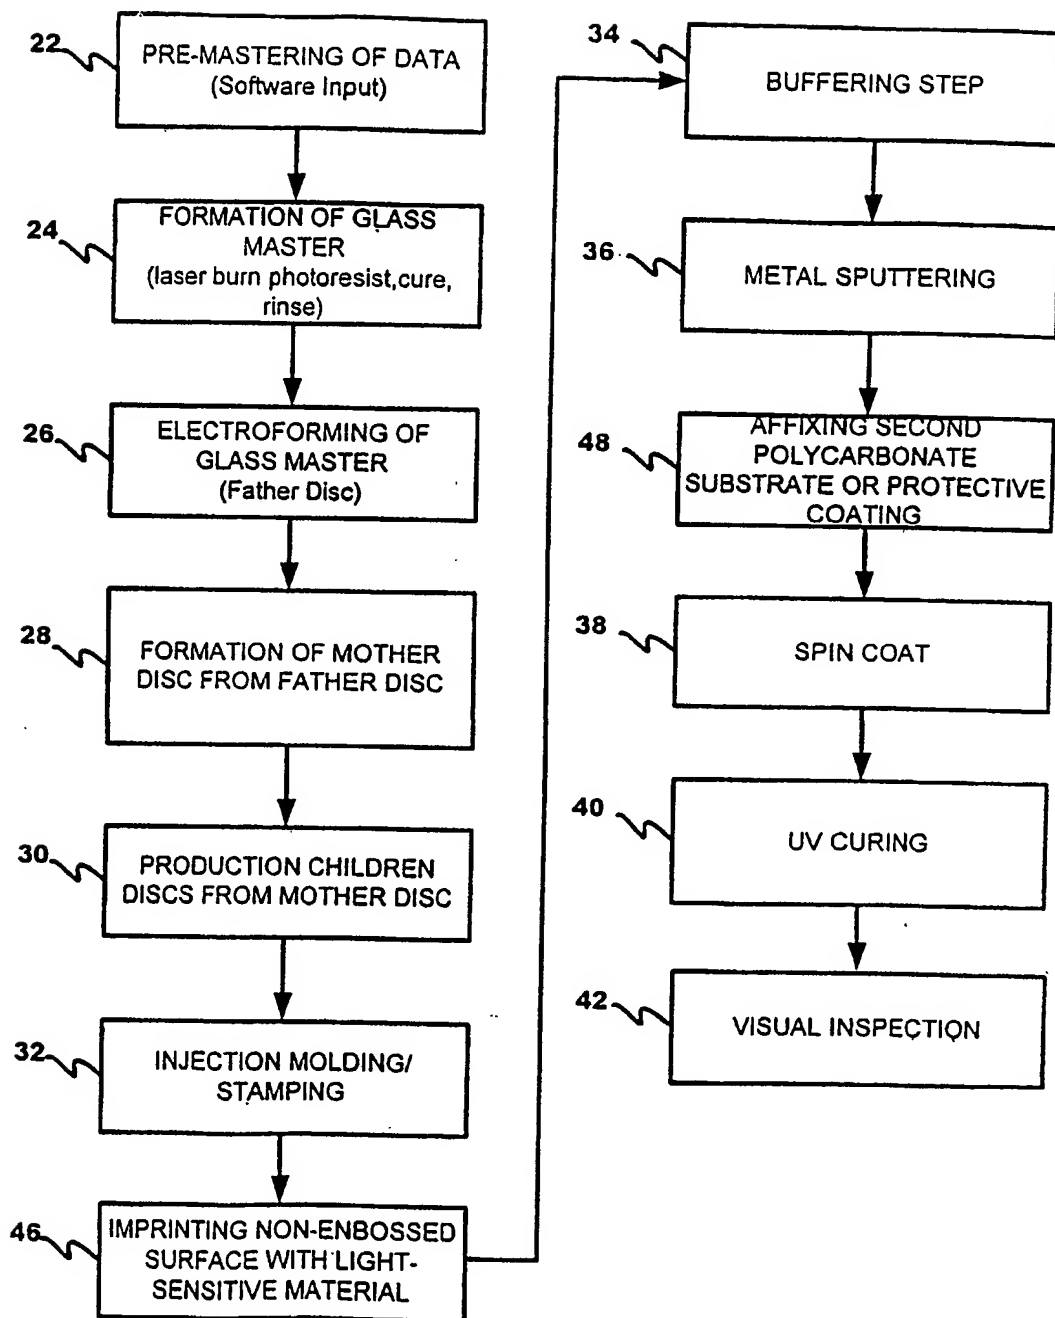 22
PRE-MASTERING OF DATA
(Software Input)
24
FORMATION OF GLASS
MASTER
(laser burn photoresist,cure,
rinse)
26
ELECTROFORMING OF
GLASS MASTER
(Father Disc)
28
FORMATION OF MOTHER
DISC FROM FATHER DISC
30
PRODUCTION CHILDREN
DISCS FROM MOTHER DISC
32
INJECTION MOLDING/
STAMPING
46
IMPRINTING NON-ENBOSSED
SURFACE WITH LIGHT-
SENSITIVE MATERIAL
34
BUFFERING STEP
36
METAL SPUTTERING
48
AFFIXING SECOND
POLYCARBONATE
SUBSTRATE OR PROTECTIVE
COATING
38
SPIN COAT
40
UV CURING
42
VISUAL INSPECTION